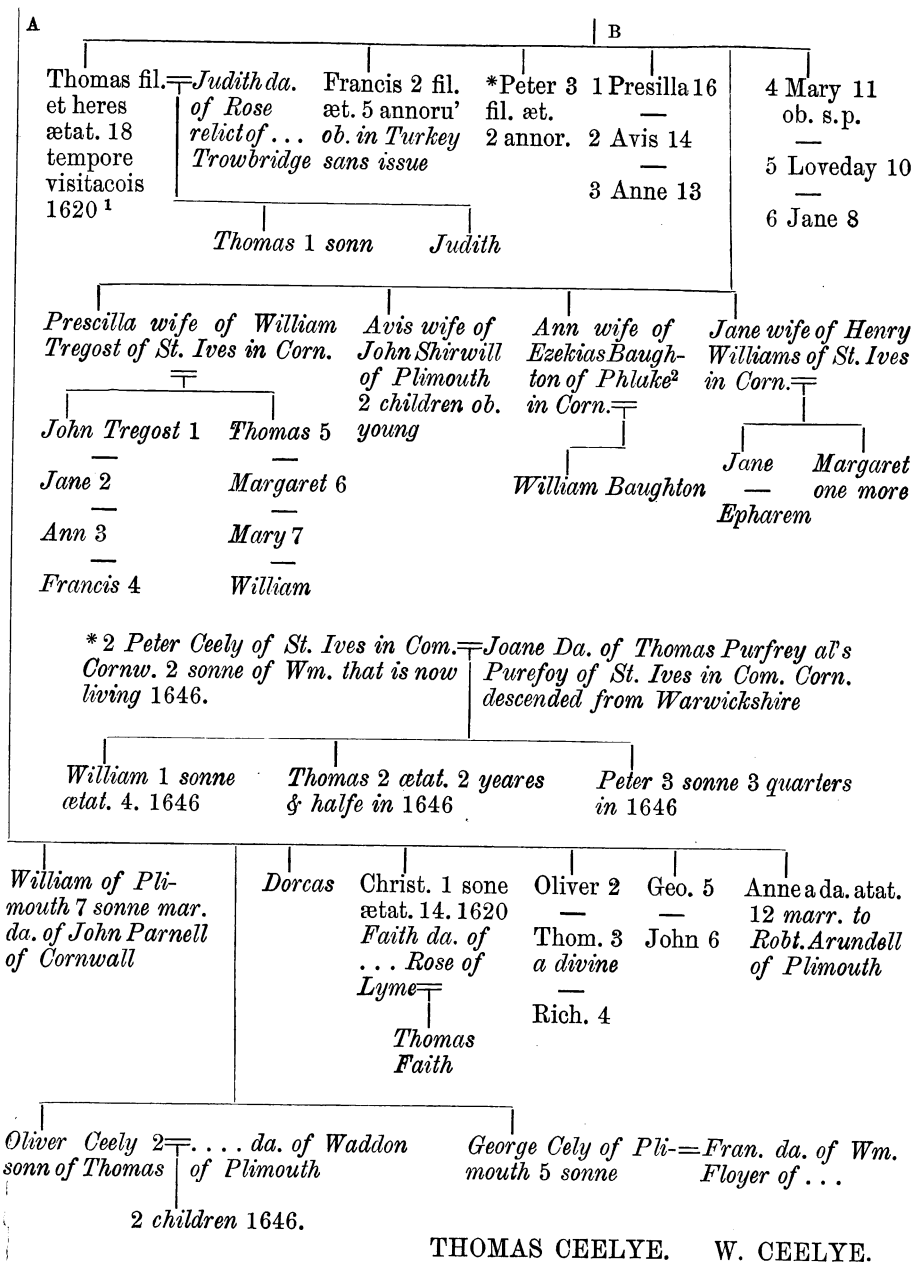 A
B
Thomas fil.
et heres
ætat. 18
tempore
visitacois
1620 1
Judith da.
of Rose
relict of . . .
Trowbridge
Francis 2 fil.
æt. 5 annoru'
ob. in Turkey
sans issue
*Peter 3
fil. æt.
2 annor.
1 Presilla 16
—
2 Avis 14
—
3 Anne 13
4 Mary 11
ob. s.p.
—
5 Loveday 10
—
6 Jane 8
Thomas 1 sonn
Judith
Prescilla wife of William
Tregost of St. Ives in Corn.
Avis wife of
John Shirwill
of Plimouth
2 children ob.
young
Ann wife of
Ezekias Baugh-
ton of Phlake2
in Corn.
Jane wife of Henry
Williams of St. Ives
in Corn.
John Tregost 1
—
Jane 2
—
Ann 3
—
Francis 4
Thomas 5
—
Margaret 6
—
Mary 7
—
William
William Baughton
Jane
—
Epharem
Margaret
one more
* 2 Peter Ceely of St. Ives in Com.
Cornw. 2 sonne of Wm. that is now
living 1646.
Joane Da. of Thomas Purfrey al's
Purefoy of St. Ives in Com. Corn.
descended from Warwickshire
William 1 sonne
ætat. 4. 1646
Thomas 2 ætat. 2 yeares
& halfe in 1646
Peter 3 sonne 3 quarters
in 1646
William of Pli-
mouth 7 sonne mar.
da. of John Parnell
of Cornwall
Dorcas
Christ. 1 sone
ætat. 14. 1620
Faith da. of
. . . Rose of
Lyme
Thomas
Faith
Oliver 2
—
Thom. 3
a divine
—
Rich. 4
Geo. 5
—
John 6
Anne a da. atat.
12 marr. to
Robt. Arundell
of Plimouth
Oliver Ceely 2
sonn of Thomas
. . . . da. of Waddon
of Plimouth
2 children 1646.
George Cely of Pli-
mouth 5 sonne
Fran. da. of Wm.
Floyer of . . .
THOMAS CEELYE. W. CEELYE.